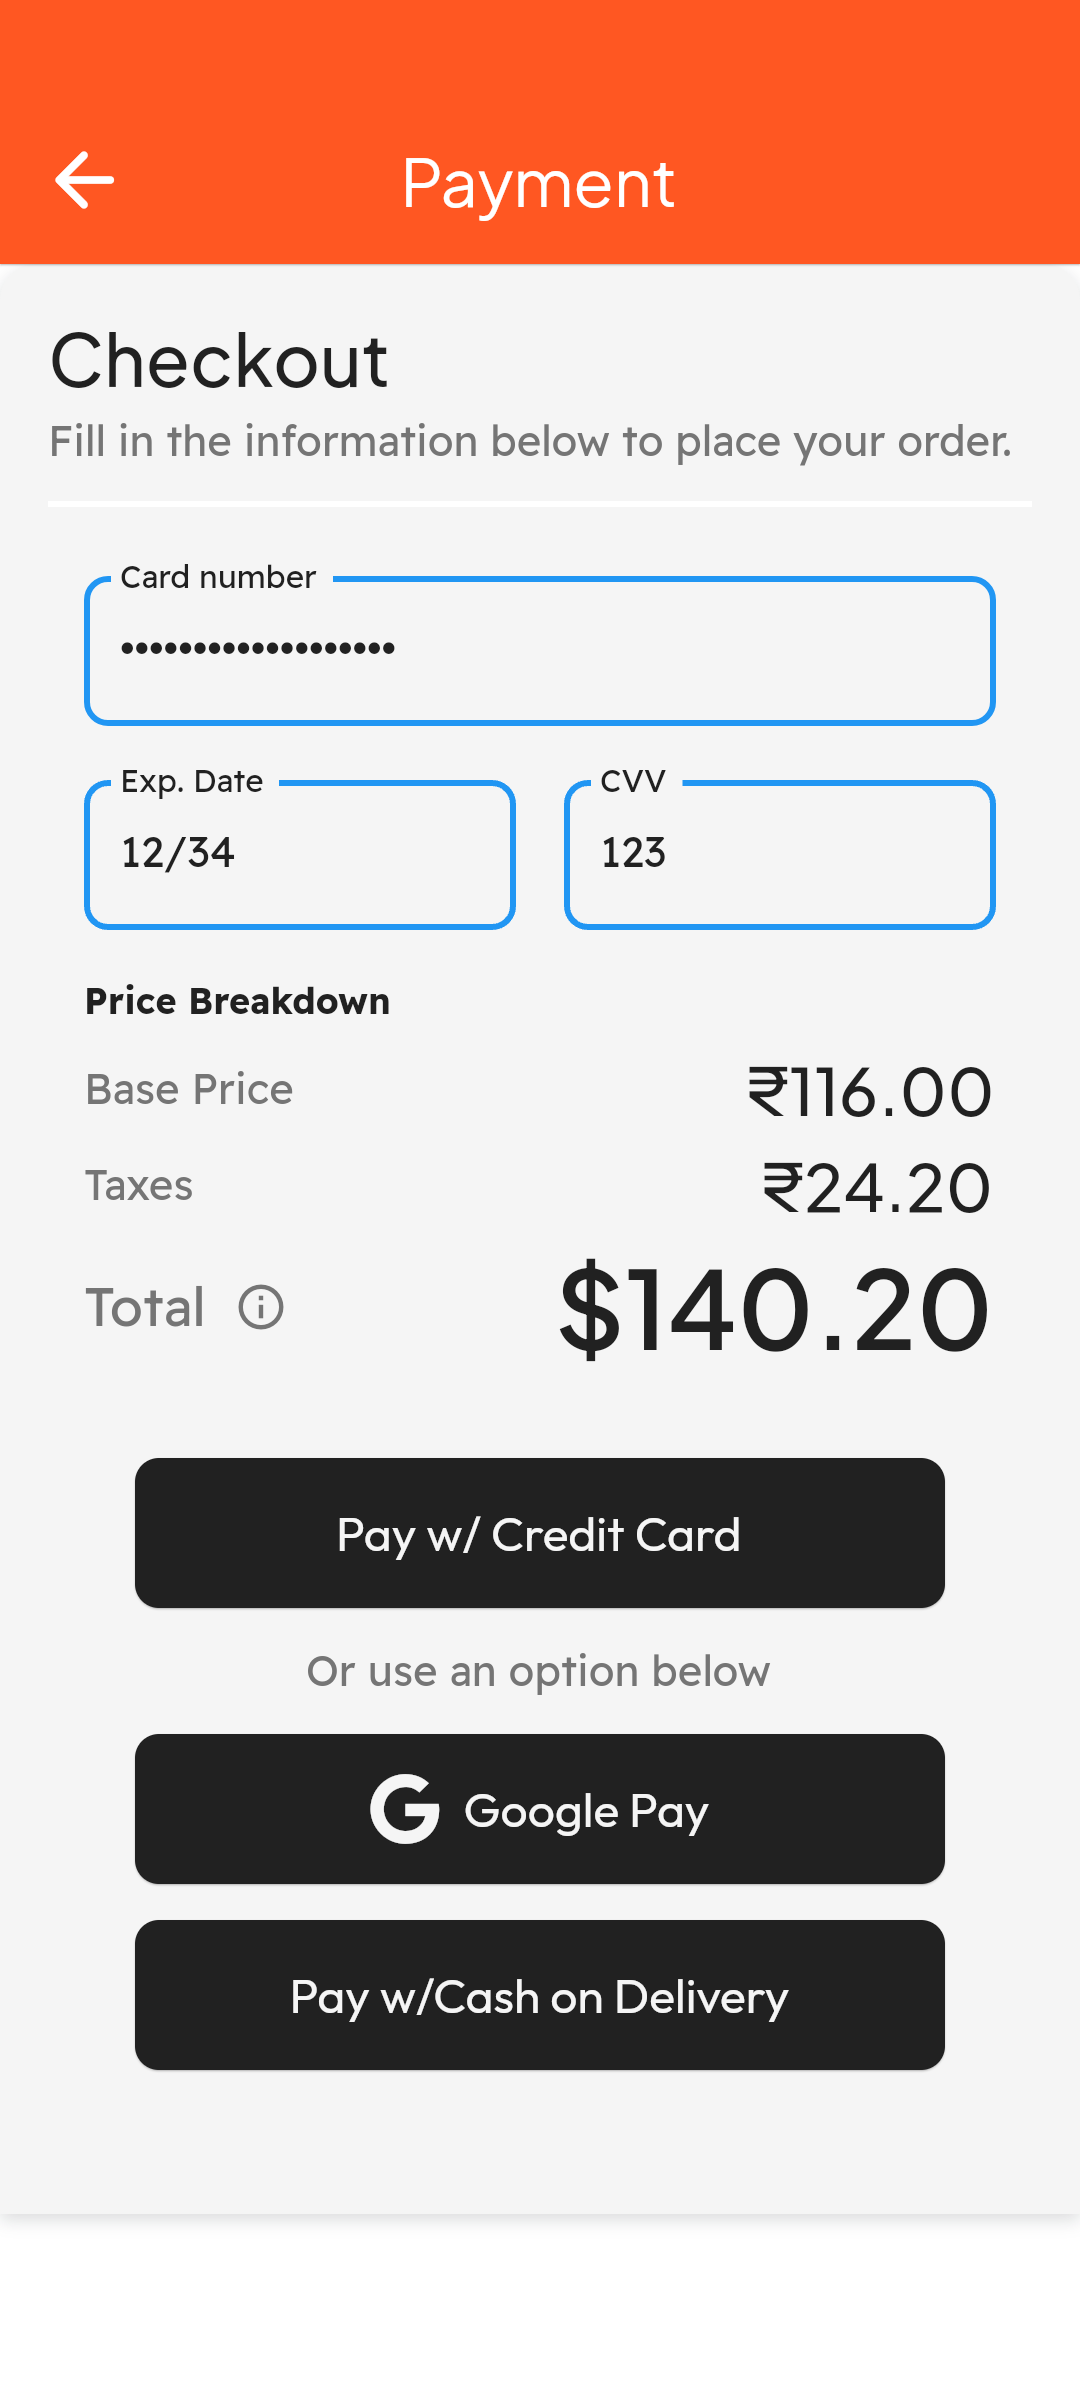 Payment
Checkout
Fill in the information below to place your order.
Card number
•••••••••••••••••••
Exp. Date
CVV
12/34
123
Price Breakdown
Base Price ₹116.00
Taxes ₹24.20
Total $140.20
Pay w/ Credit Card
Or use an option below
Google Pay
Pay w/Cash on Delivery